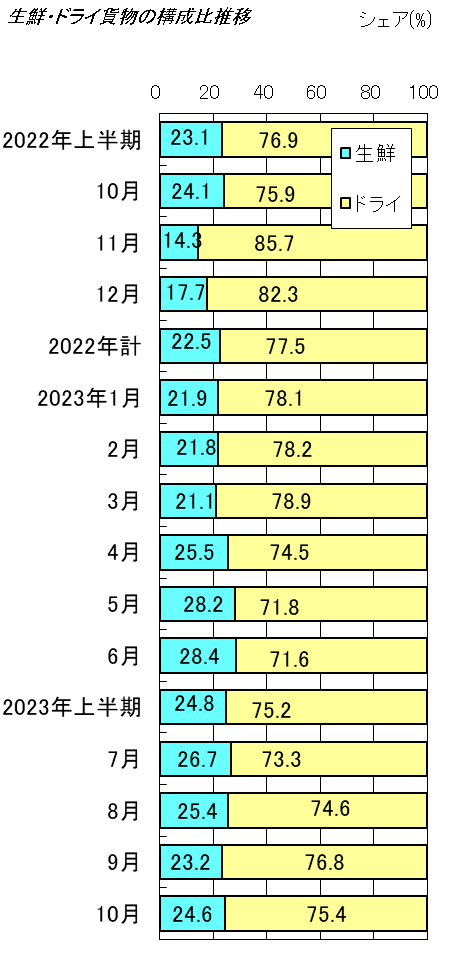 生鮮・ドライ貨物の構成比推移
シェア(%)
0 20 40 60 80 100
2022年上半期 23.1 76.9
10月 24.1 75.9
11月 14.3 85.7
12月 17.7 82.3
2022年計 22.5 77.5
2023年1月 21.9 78.1
2月 21.8 78.2
3月 21.1 78.9
4月 25.5 74.5
5月 28.2 71.8
6月 28.4 71.6
2023年上半期 24.8 75.2
7月 26.7 73.3
8月 25.4 74.6
9月 23.2 76.8
10月 24.6 75.4
生鮮
ドライ